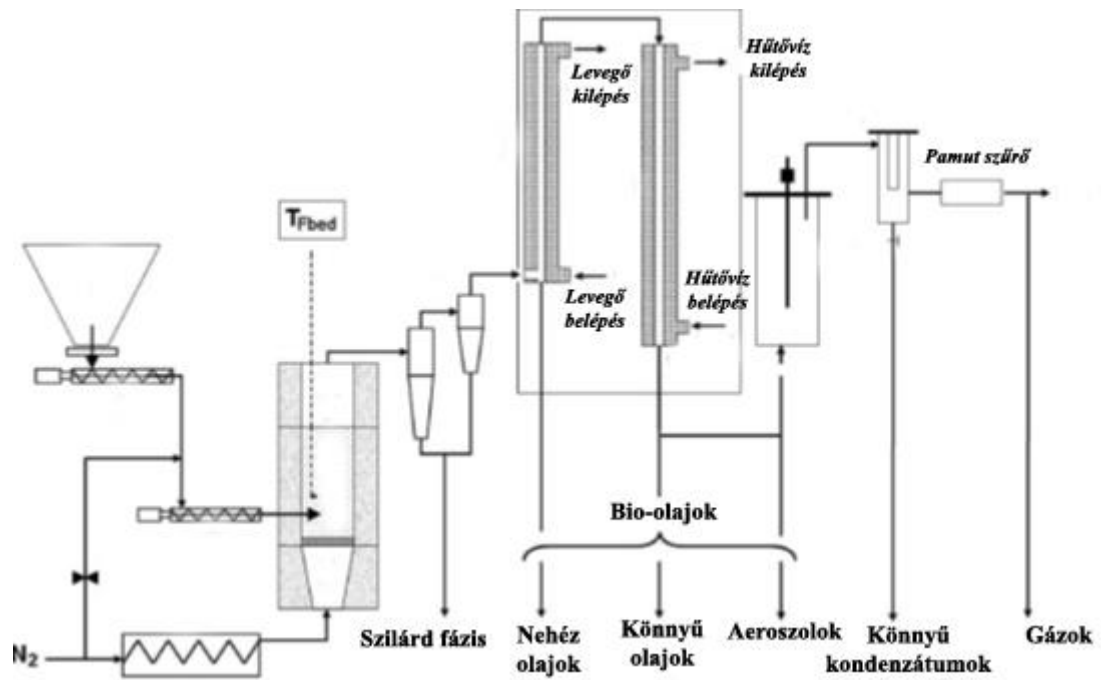 Levegő
kilépés
Hűtővíz
kilépés
Pamut szűrő
TFbed
Levegő
belépés
Hűtővíz
belépés
Bio-olajok
N2
Szilárd fázis
Nehéz
olajok
Könnyű
olajok
Aeroszolok
Könnyű
kondenzátumok
Gázok